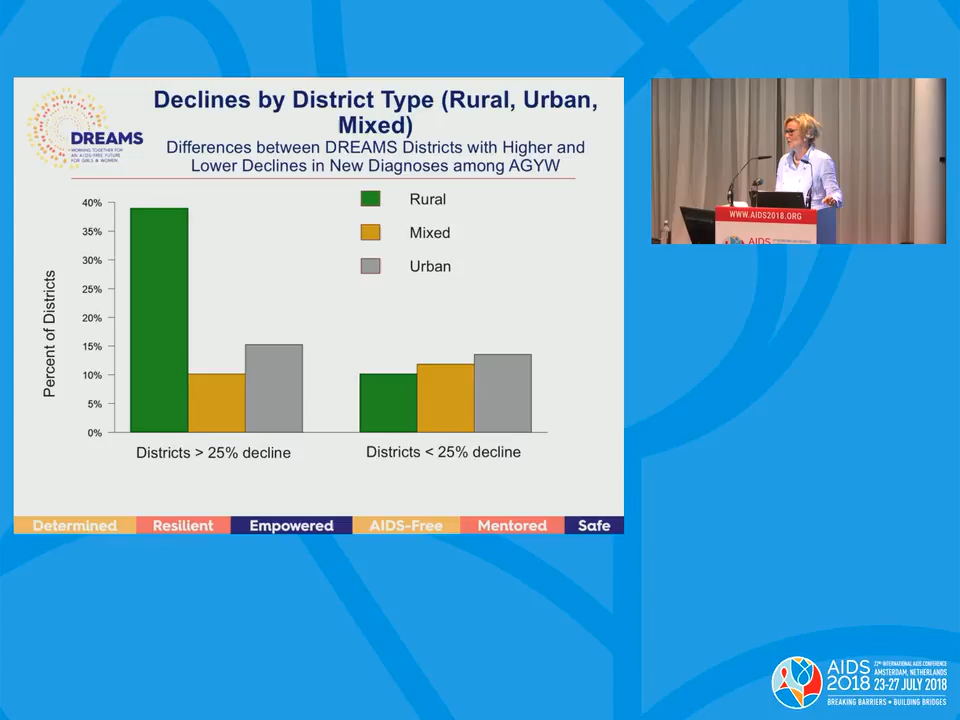 Declines by District Type (Rural, Urban,
Mixed)
Differences between DREAMS Districts with Higher and
Lower Declines in New Diagnoses among AGYW
DREAMS
WORKING TOGETHER FOR
AN AIDS-FREE FUTURE
FOR GIRLS & WOMEN
Rural
Mixed
Urban
Percent of Districts
40%
35%
30%
25%
20%
15%
10%
5%
0%
Districts > 25% decline
Districts < 25% decline
Determined
Resilient
Empowered
AIDS-Free
Mentored
Safe
WWW.AIDS2018.ORG
AIDS
AIDS
2018
22ND INTERNATIONAL AIDS CONFERENCE
AMSTERDAM, NETHERLANDS
23-27 JULY 2018
BREAKING BARRIERS • BUILDING BRIDGES